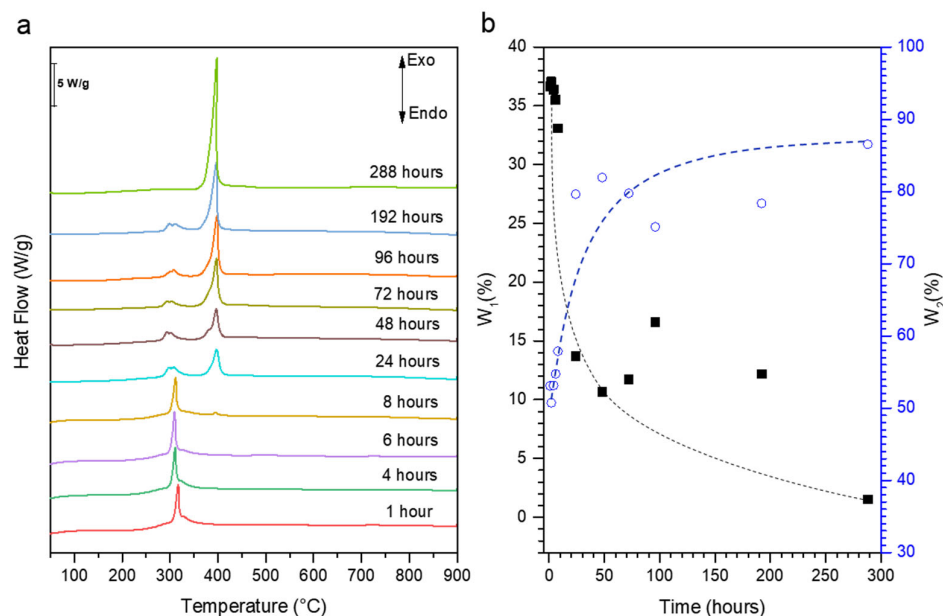 a
Exo
5 W/g
Endo
288 hours
192 hours
96 hours
72 hours
48 hours
24 hours
8 hours
6 hours
4 hours
1 hour
Heat Flow (W/g)
100 200 300 400 500 600 700 800 900
Temperature (°C)
b
40
35
30
25
20
15
10
5
0
W₁(%)
100
90
80
70
60
50
40
30
W₂(%)
0 50 100 150 200 250 300
Time (hours)